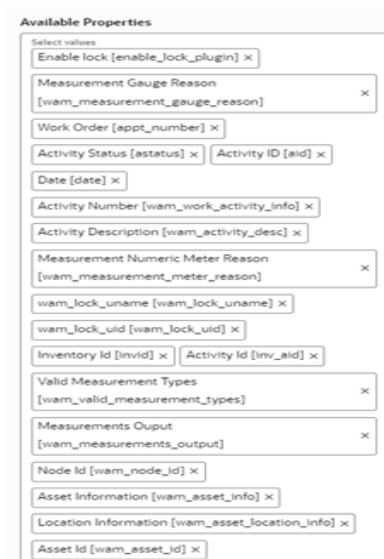 Available Properties
Select values
Enable lock [enable_lock_plugin] ×
Measurement Gauge Reason
[wam_measurement_gauge_reason] ×
Work Order [appt_number] ×
Activity Status [astatus] × Activity ID [aid] ×
Date [date] ×
Activity Number [wam_work_activity_info] ×
Activity Description [wam_activity_desc] ×
Measurement Numeric Meter Reason
[wam_measurement_meter_reason] ×
wam_lock_uname [wam_lock_uname] ×
wam_lock_uid [wam_lock_uid] ×
Inventory Id [invid] × Activity Id [inv_aid] ×
Valid Measurement Types
[wam_valid_measurement_types] ×
Measurements Ouput
[wam_measurements_output] ×
Node Id [wam_node_id] ×
Asset Information [wam_asset_info] ×
Location Information [wam_asset_location_info] ×
Asset Id [wam_asset_id] ×